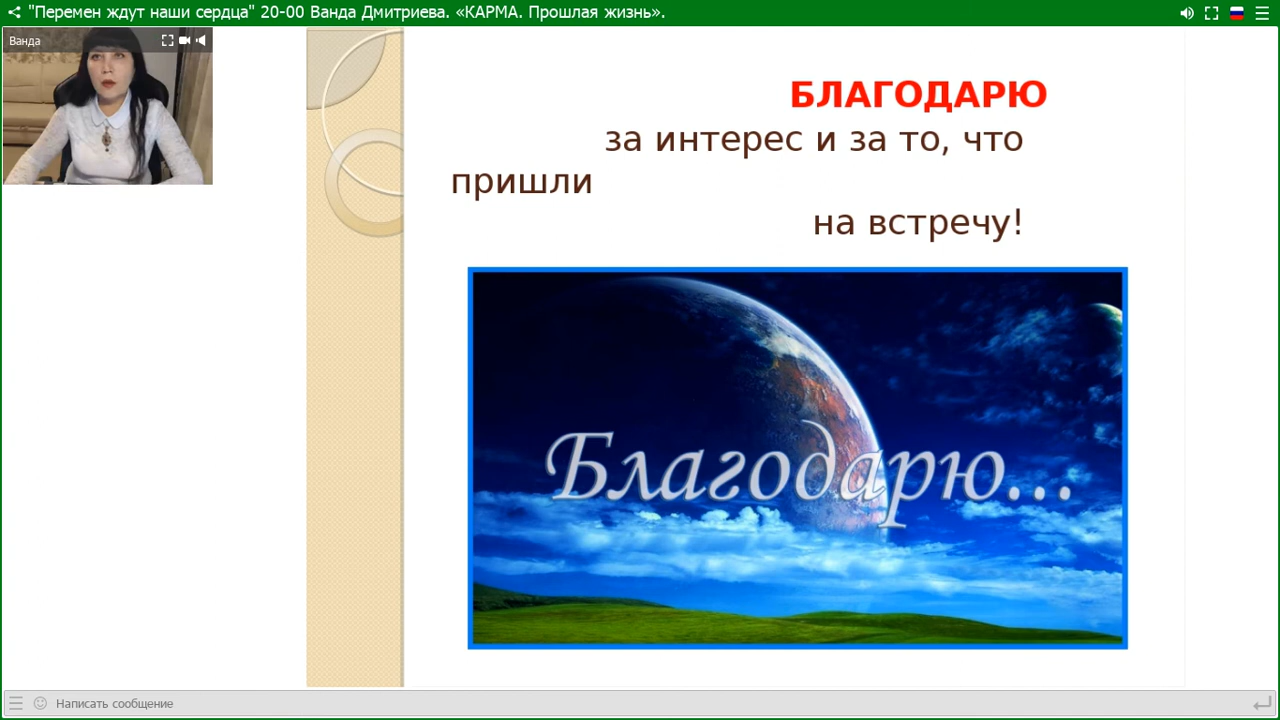 "Перемен ждут наши сердца" 20-00 Ванда Дмитриева. «КАРМА. Прошлая жизнь».
Ванда
БЛАГОДАРЮ
за интерес и за то, что
пришли
на встречу!
Благодарю...
Написать сообщение